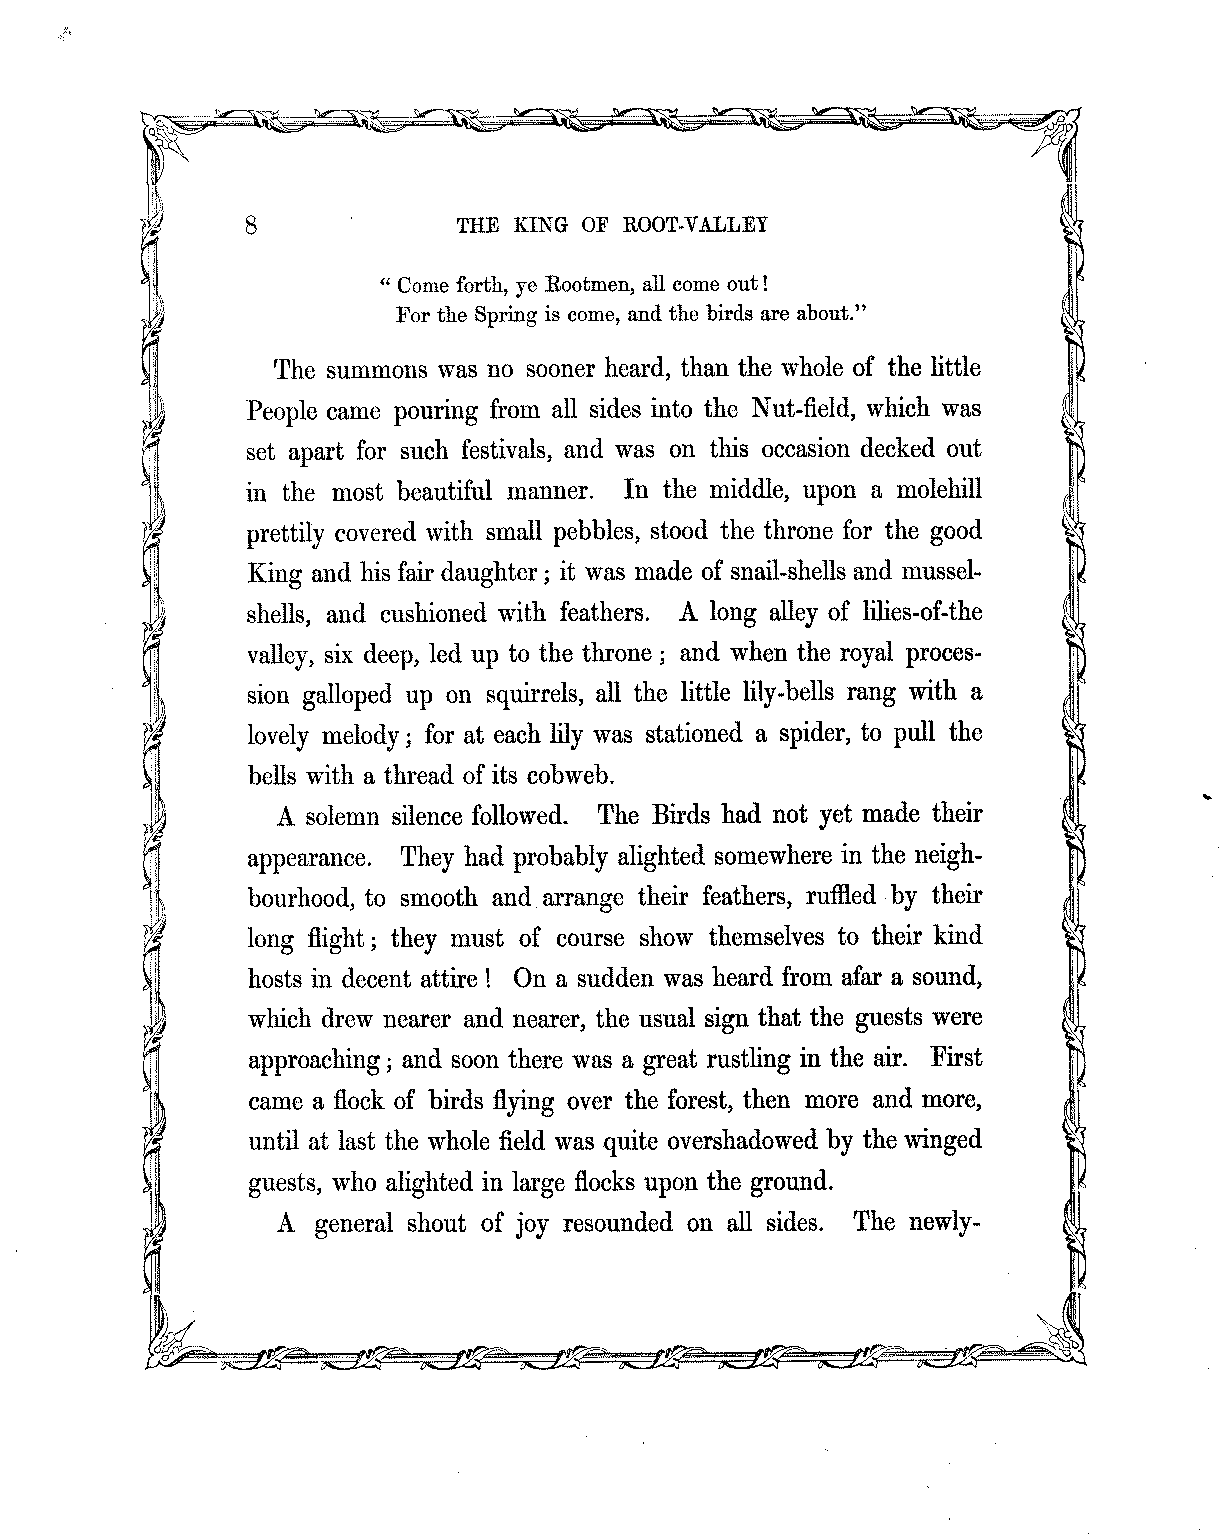 8 THE KING OF ROOT-VALLEY
“ Come forth, ye Rootmen, all come out!
For the Spring is come, and the birds are about.”
The summons was no sooner heard, than the whole of the little
People came pouring from all sides into the Nut-field, which was
set apart for such festivals, and was on this occasion decked out
in the most beautiful manner. In the middle, upon a molehill
prettily covered with small pebbles, stood the throne for the good
King and his fair daughter; it was made of snail-shells and mussel-
shells, and cushioned with feathers. A long alley of lilies-of-the
valley, six deep, led up to the throne; and when the royal proces-
sion galloped up on squirrels, all the little lily-bells rang with a
lovely melody; for at each lily was stationed a spider, to pull the
bells with a thread of its cobweb.
A solemn silence followed. The Birds had not yet made their
appearance. They had probably alighted somewhere in the neigh-
bourhood, to smooth and arrange their feathers, ruffled by their
long flight; they must of course show themselves to their kind
hosts in decent attire! On a sudden was heard from afar a sound,
which drew nearer and nearer, the usual sign that the guests were
approaching; and soon there was a great rustling in the air. First
came a flock of birds flying over the forest, then more and more,
until at last the whole field was quite overshadowed by the winged
guests, who alighted in large flocks upon the ground.
A general shout of joy resounded on all sides. The newly-